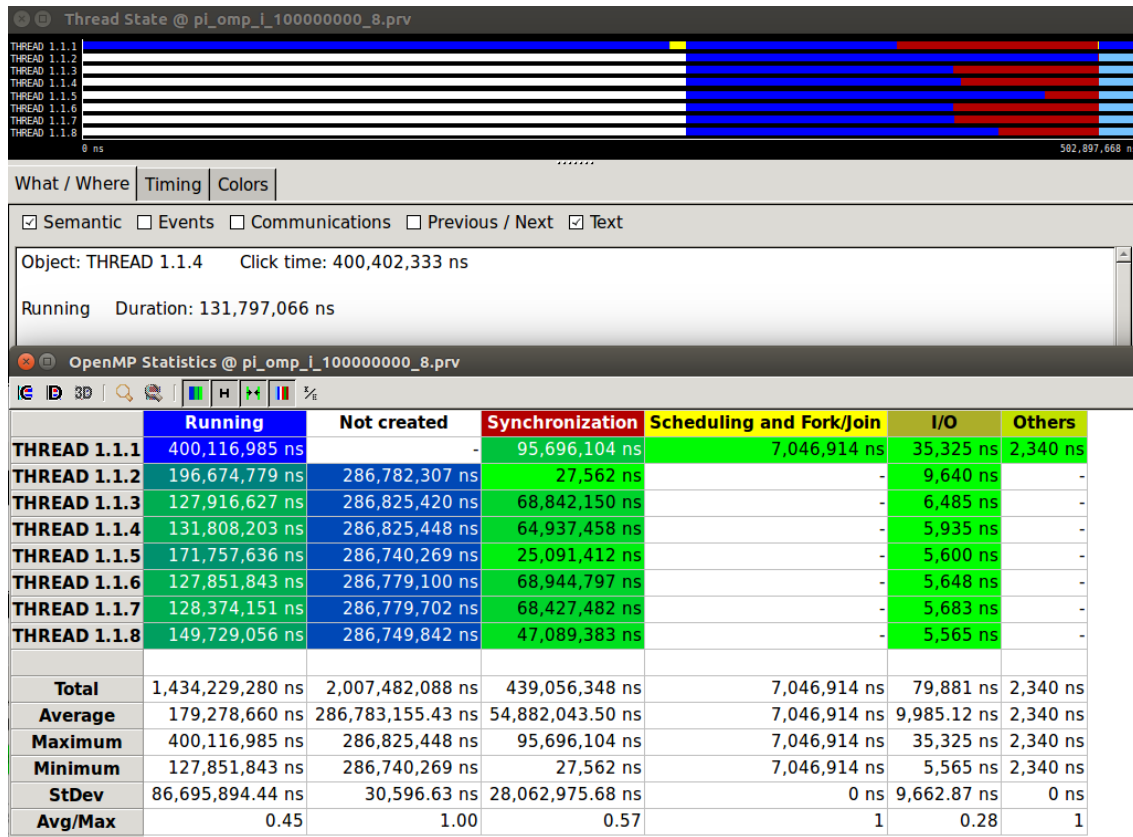 Thread State @ pi_omp_i_100000000_8.prv
THREAD 1.1.1
THREAD 1.1.2
THREAD 1.1.3
THREAD 1.1.4
THREAD 1.1.5
THREAD 1.1.6
THREAD 1.1.7
THREAD 1.1.8
0 ns 502,897,668 n
What / Where Timing Colors
Semantic Events Communications Previous / Next Text
Object: THREAD 1.1.4 Click time: 400,402,333 ns
Running Duration: 131,797,066 ns
OpenMP Statistics @ pi_omp_i_100000000_8.prv
3D H
Running Not created Synchronization Scheduling and Fork/Join I/O Others
THREAD 1.1.1 400,116,985 ns - 95,696,104 ns 7,046,914 ns 35,325 ns 2,340 ns
THREAD 1.1.2 196,674,779 ns 286,782,307 ns 27,562 ns - 9,640 ns -
THREAD 1.1.3 127,916,627 ns 286,825,420 ns 68,842,150 ns - 6,485 ns -
THREAD 1.1.4 131,808,203 ns 286,825,448 ns 64,937,458 ns - 5,935 ns -
THREAD 1.1.5 171,757,636 ns 286,740,269 ns 25,091,412 ns - 5,600 ns -
THREAD 1.1.6 127,851,843 ns 286,779,100 ns 68,944,797 ns - 5,648 ns -
THREAD 1.1.7 128,374,151 ns 286,779,702 ns 68,427,482 ns - 5,683 ns -
THREAD 1.1.8 149,729,056 ns 286,749,842 ns 47,089,383 ns - 5,565 ns -
Total 1,434,229,280 ns 2,007,482,088 ns 439,056,348 ns 7,046,914 ns 79,881 ns 2,340 ns
Average 179,278,660 ns 286,783,155.43 ns 54,882,043.50 ns 7,046,914 ns 9,985.12 ns 2,340 ns
Maximum 400,116,985 ns 286,825,448 ns 95,696,104 ns 7,046,914 ns 35,325 ns 2,340 ns
Minimum 127,851,843 ns 286,740,269 ns 27,562 ns 7,046,914 ns 5,565 ns 2,340 ns
StDev 86,695,894.44 ns 30,596.63 ns 28,062,975.68 ns 0 ns 9,662.87 ns 0 ns
Avg/Max 0.45 1.00 0.57 1 0.28 1